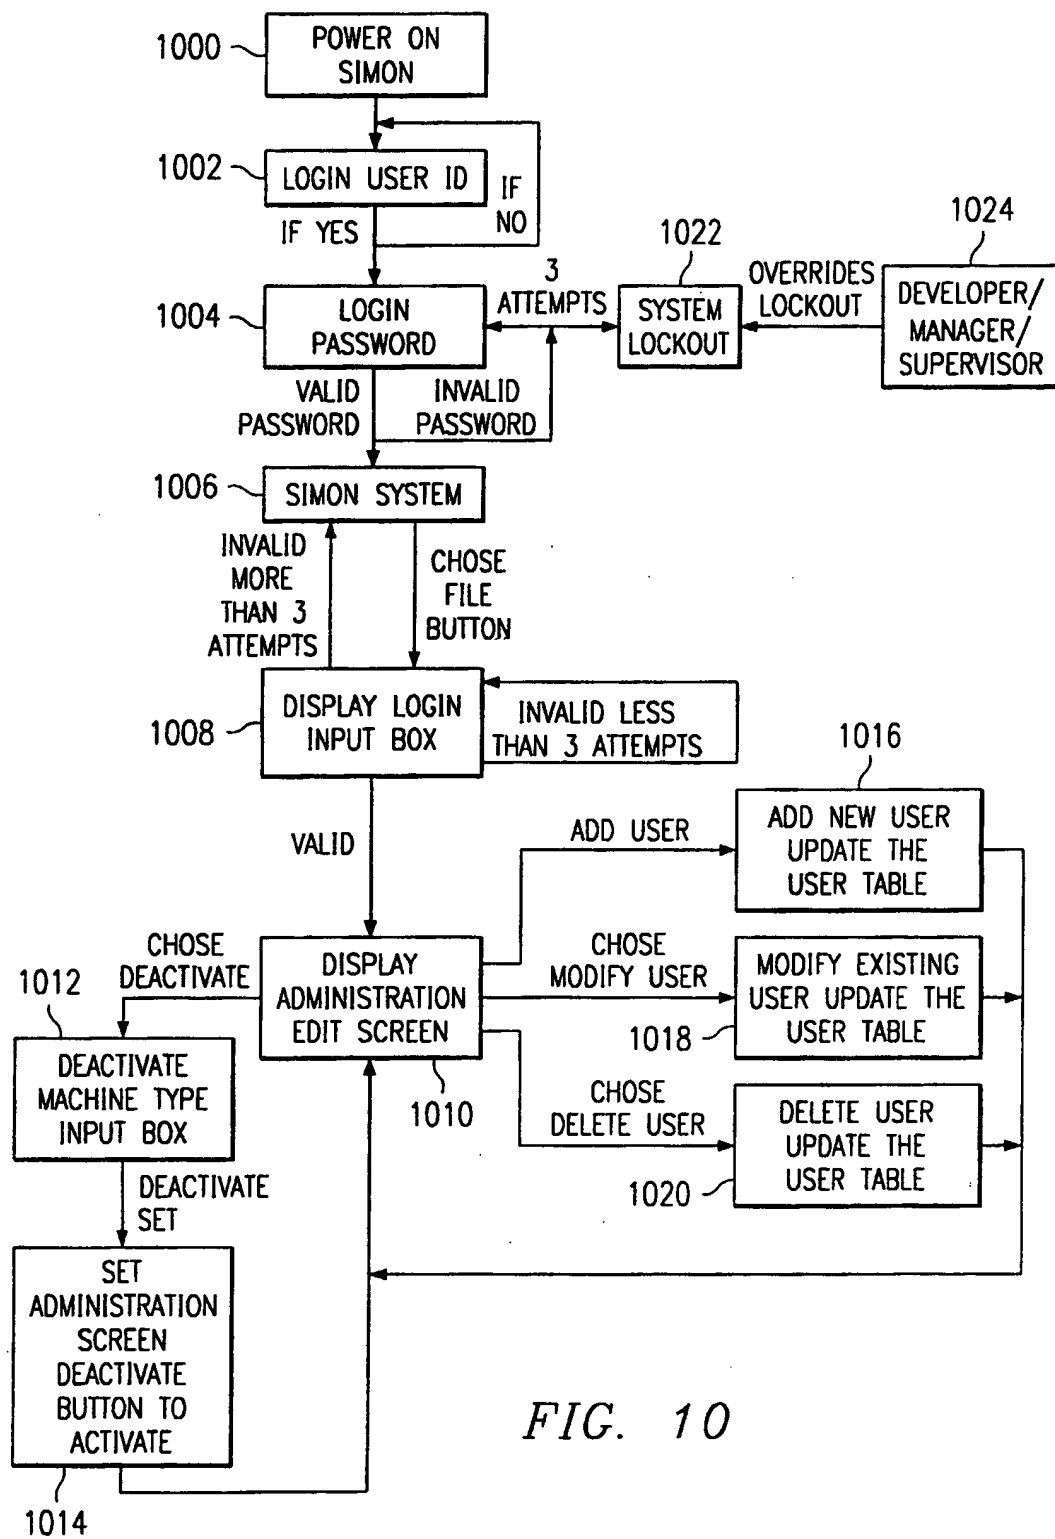 1000
POWER ON
SIMON
1002
LOGIN USER ID
IF YES
IF
NO
1004
LOGIN
PASSWORD
3
ATTEMPTS
1022
SYSTEM
LOCKOUT
OVERRIDES
LOCKOUT
1024
DEVELOPER/
MANAGER/
SUPERVISOR
VALID
PASSWORD
INVALID
PASSWORD
1006
SIMON SYSTEM
INVALID
MORE
THAN 3
ATTEMPTS
CHOSE
FILE
BUTTON
1008
DISPLAY LOGIN
INPUT BOX
INVALID LESS
THAN 3 ATTEMPTS
VALID
ADD USER
1016
ADD NEW USER
UPDATE THE
USER TABLE
CHOSE
DEACTIVATE
DISPLAY
ADMINISTRATION
EDIT SCREEN
1010
CHOSE
MODIFY USER
MODIFY EXISTING
USER UPDATE THE
USER TABLE
1018
1012
DEACTIVATE
MACHINE TYPE
INPUT BOX
CHOSE
DELETE USER
DELETE USER
UPDATE THE
USER TABLE
1020
DEACTIVATE
SET
SET
ADMINISTRATION
SCREEN
DEACTIVATE
BUTTON TO
ACTIVATE
1014
FIG. 10